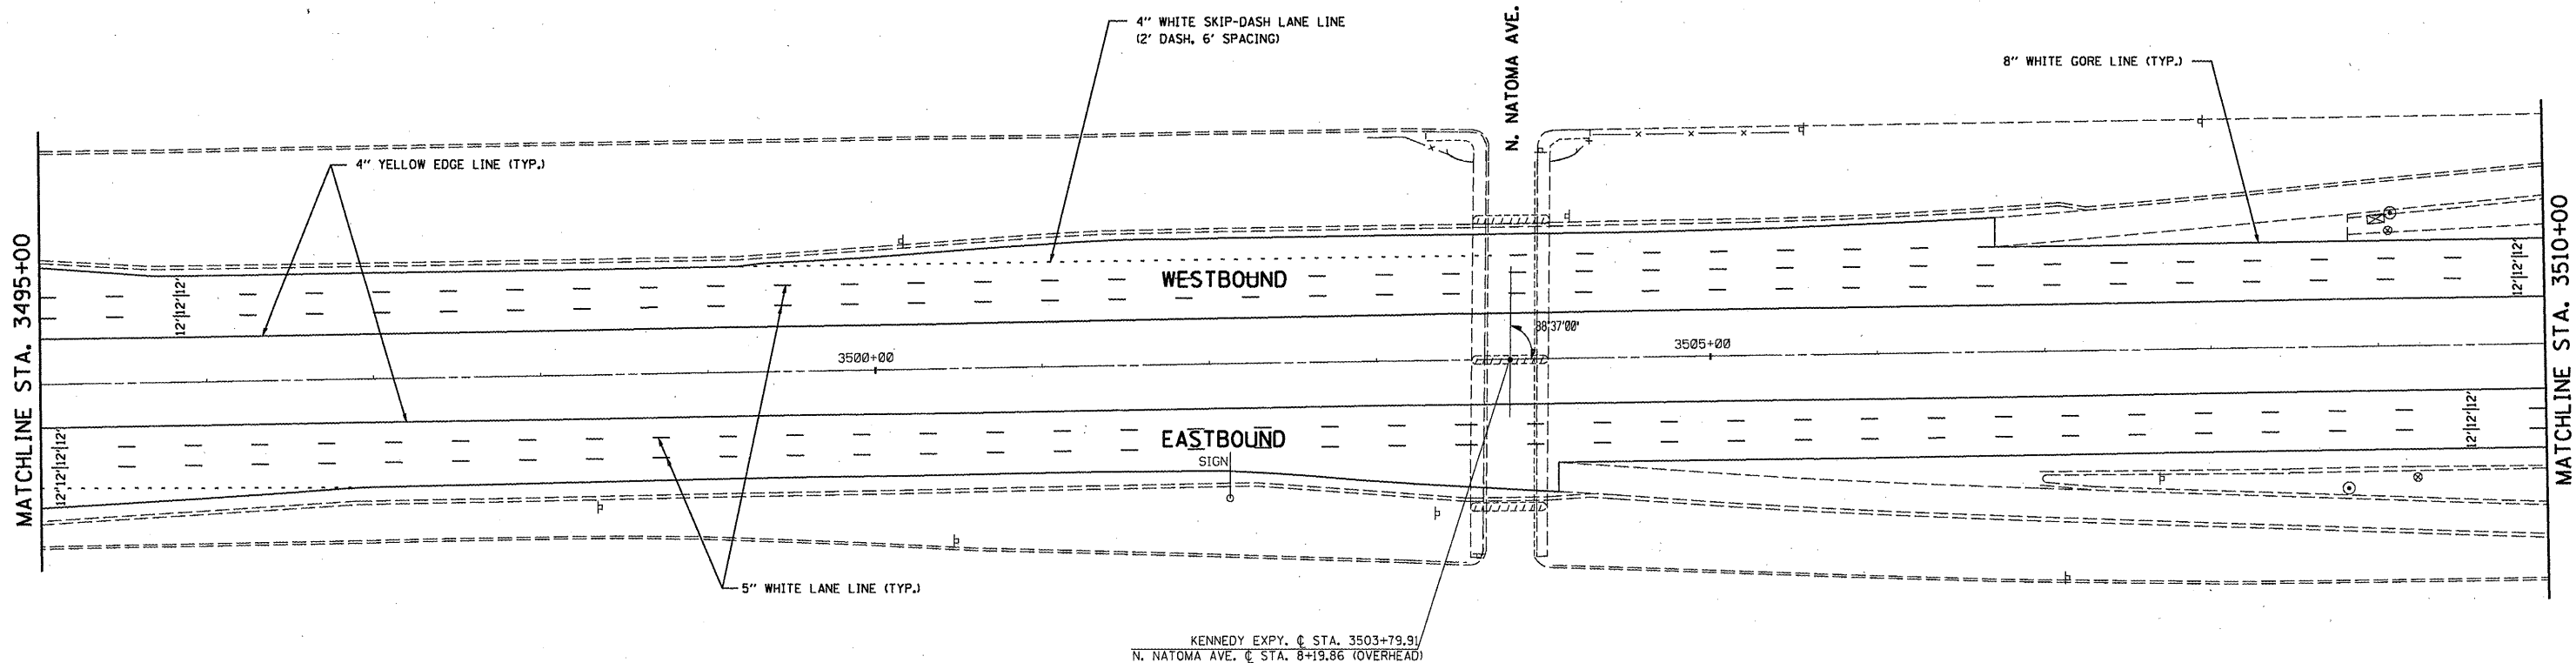 4" WHITE SKIP-DASH LANE LINE
(2' DASH, 6' SPACING)
N. NATOMA AVE.
8" WHITE GORE LINE (TYP.)
4" YELLOW EDGE LINE (TYP.)
MATCHLINE STA. 3495+00
12'|12'|12'
WESTBOUND
12'|12'|12'
MATCHLINE STA. 3510+00
38°37'00"
3500+00
3505+00
12'|12'|12'|12'
EASTBOUND
12'|12'|12'
SIGN
5" WHITE LANE LINE (TYP.)
KENNEDY EXPY. ℄ STA. 3503+79.91
N. NATOMA AVE. ℄ STA. 8+19.86 (OVERHEAD)